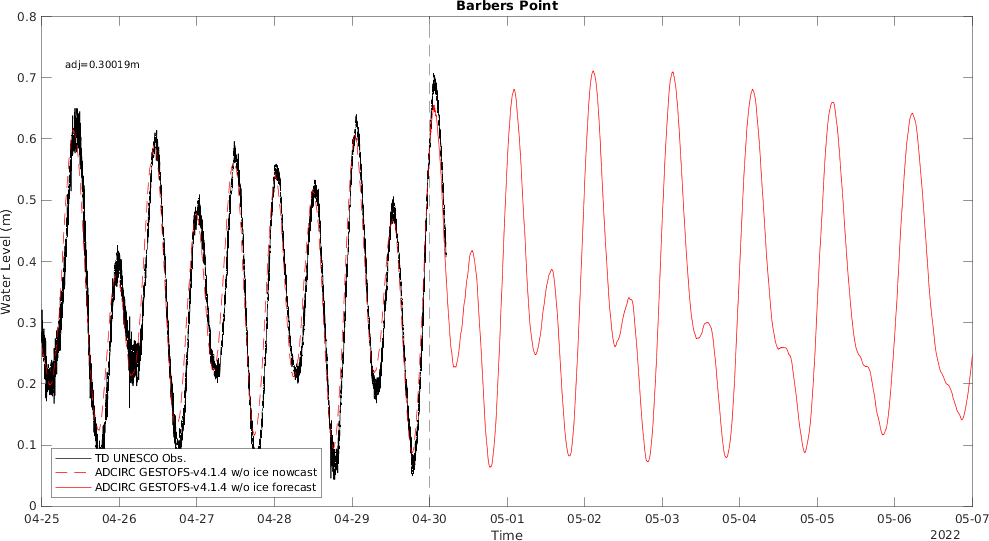 Barbers Point
0.8
0.7
0.6
0.5
0.4
0.3
0.2
0.1
0
Water Level (m)
adj=0.30019m
TD UNESCO Obs.
ADCIRC GESTOFS-v4.1.4 w/o ice nowcast
ADCIRC GESTOFS-v4.1.4 w/o ice forecast
04-25 04-26 04-27 04-28 04-29 04-30 05-01 05-02 05-03 05-04 05-05 05-06 05-07
Time
2022